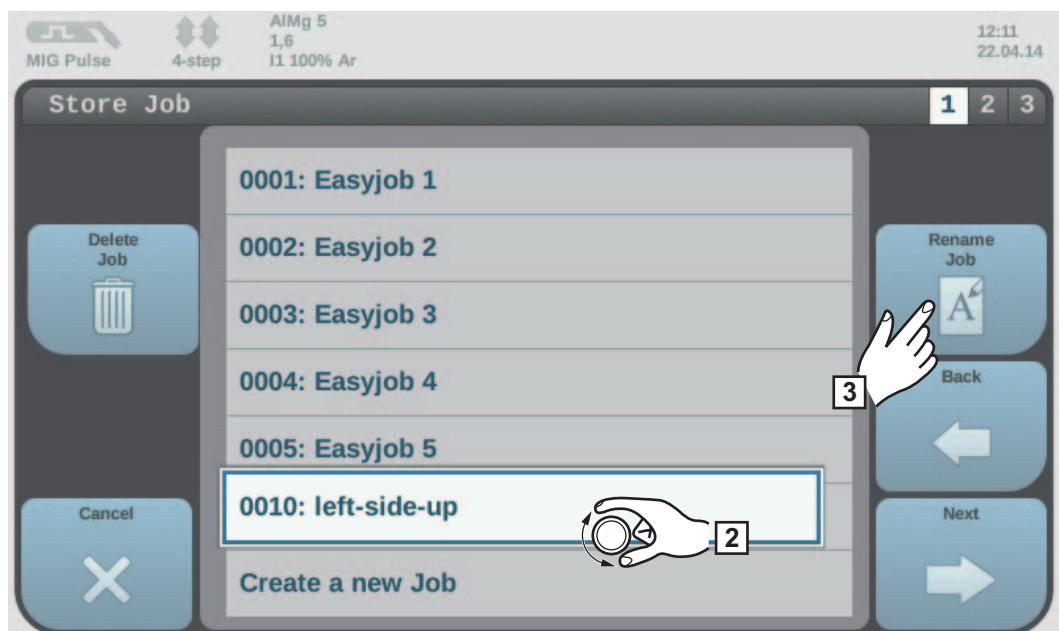 AlMg 5
1,6
I1 100% Ar
MIG Pulse
4-step
12:11
22.04.14
Store Job
1 2 3
0001: Easyjob 1
0002: Easyjob 2
0003: Easyjob 3
0004: Easyjob 4
0005: Easyjob 5
0010: left-side-up
Create a new Job
Delete
Job
Cancel
Rename
Job
Back
Next
2
3